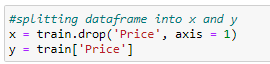 #splitting dataframe into x and y
x = train.drop('Price', axis = 1)
y = train['Price']